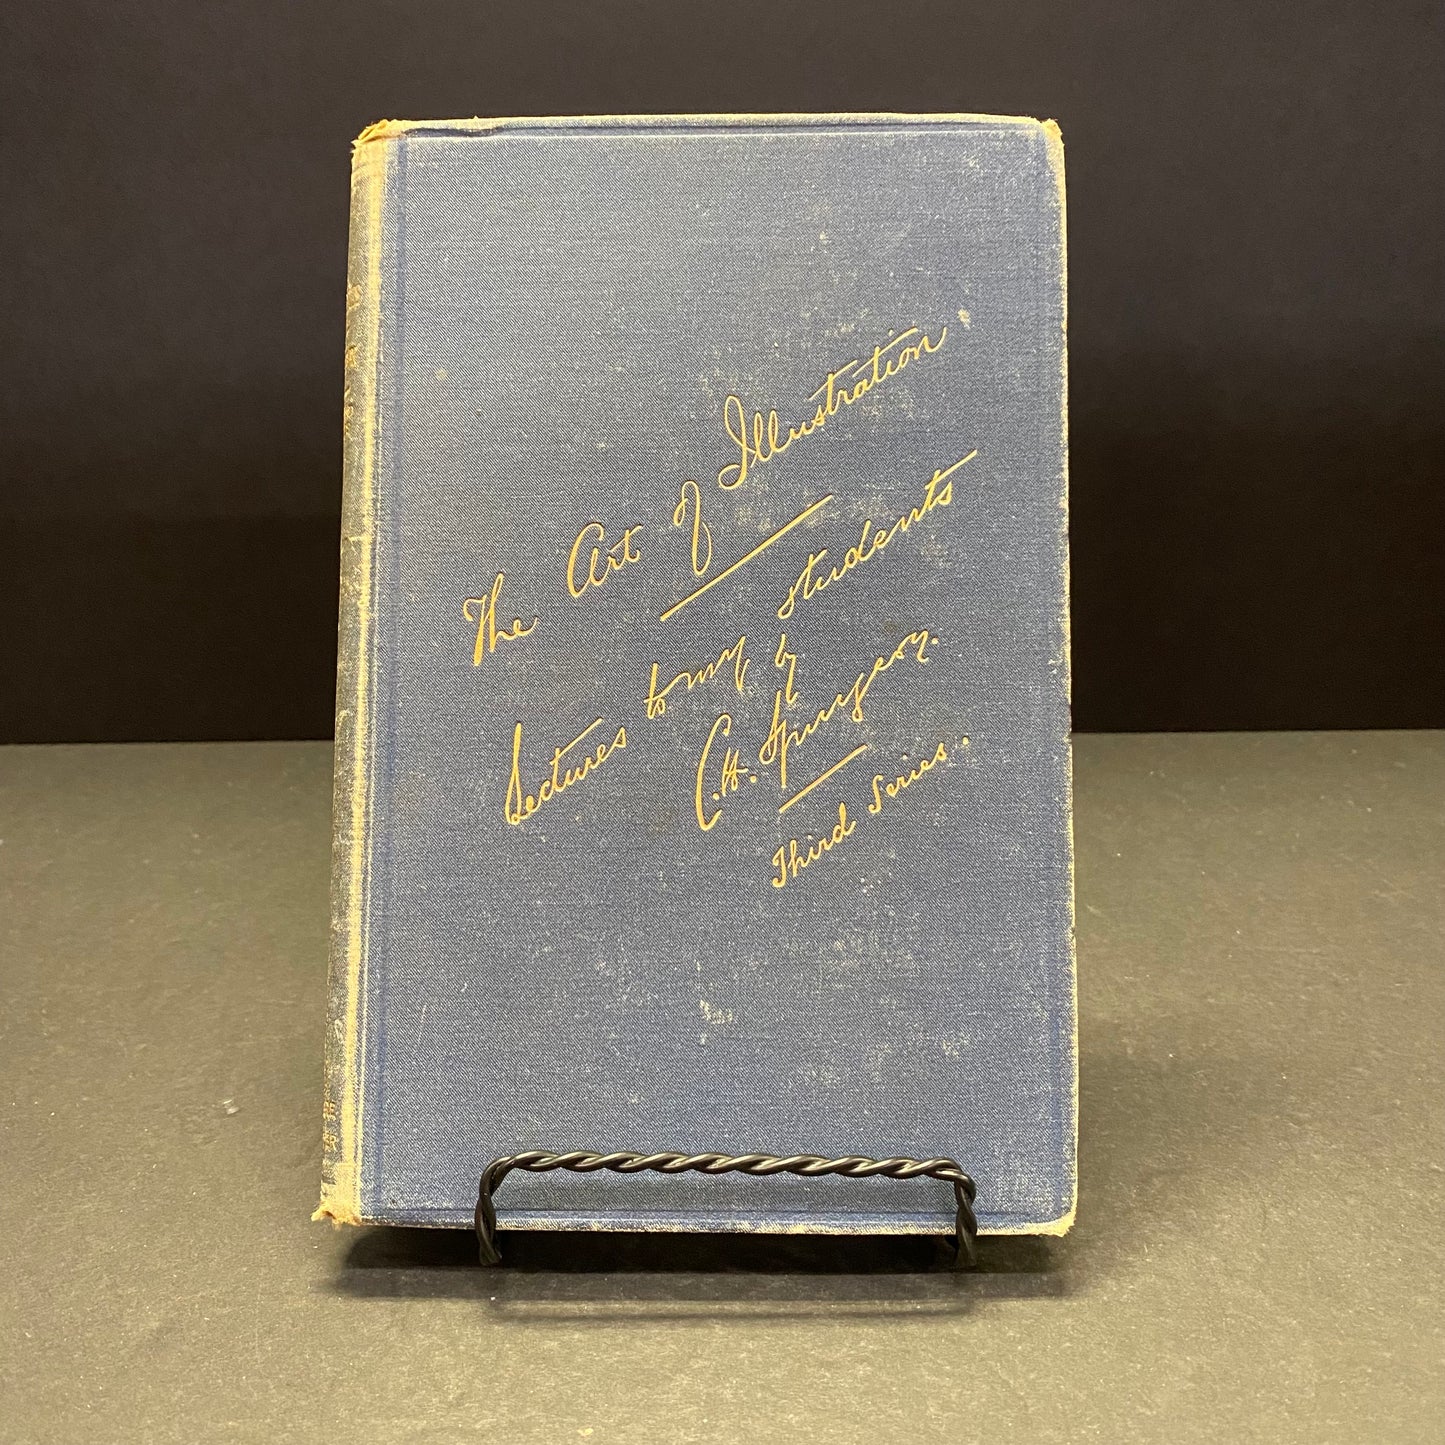 The Art of Illustration
Lectures to my students
by
C. H. Spurgeon.
Third Series.